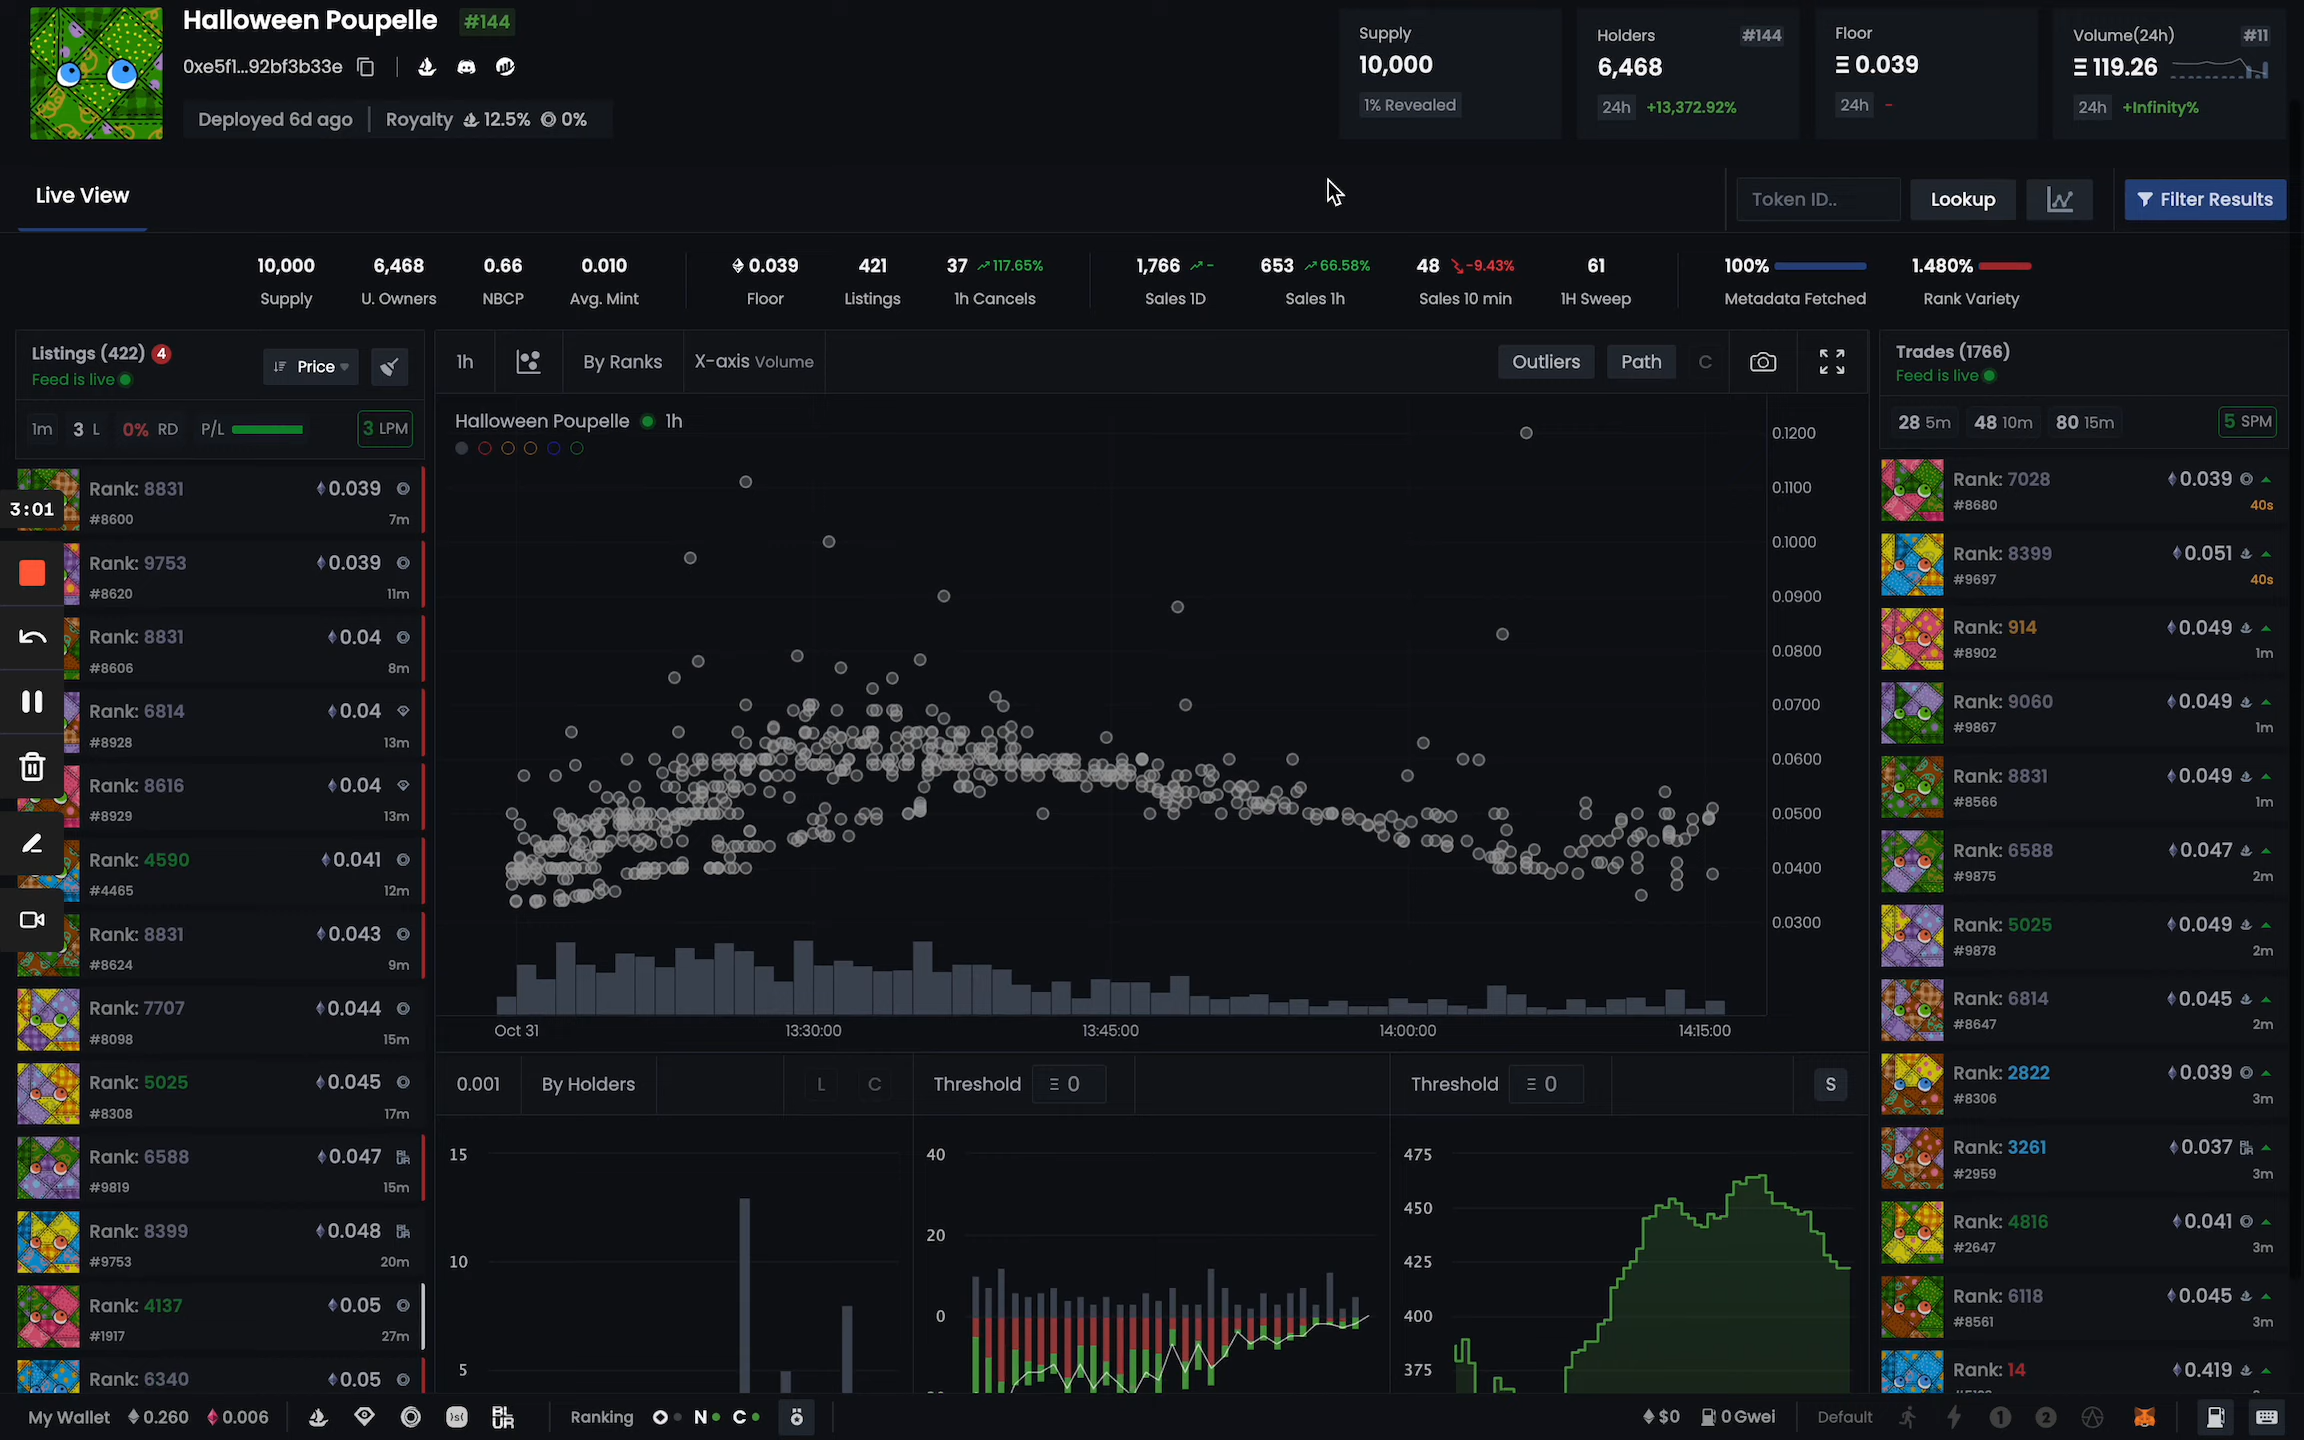 Halloween Poupelle #144
0xe5f1...92bf3b33e
Deployed 6d ago | Royalty 12.5% 0%
Supply
10,000
1% Revealed
Holders #144
6,468
24h +13,372.92%
Floor
Ξ 0.039
24h -
Volume(24h) #11
Ξ 119.26
24h +Infinity%
Live View
Token ID..
Lookup
Filter Results
10,000 6,468 0.66 0.010 0.039 421 37 117.65% 1,766 - 653 66.58% 48 -9.43% 61 100% 1.480%
Supply U. Owners NBCP Avg. Mint Floor Listings 1h Cancels Sales 1D Sales 1h Sales 10 min 1H Sweep Metadata Fetched Rank Variety
Listings (422) 4
Feed is live
Price
1m 3 L 0% RD P/L 3 LPM
Rank: 8831 0.039
#8600 7m
3:01
Rank: 9753 0.039
#8620 11m
Rank: 8831 0.04
#8606 8m
Rank: 6814 0.04
#8928 13m
Rank: 8616 0.04
#8929 13m
Rank: 4590 0.041
#4465 12m
Rank: 8831 0.043
#8624 9m
Rank: 7707 0.044
#8098 15m
Rank: 5025 0.045
#8308 17m
Rank: 6588 0.047 BLUR
#9819 15m
Rank: 8399 0.048 BLUR
#9753 20m
Rank: 4137 0.05
#1917 27m
Rank: 6340 0.05
1h By Ranks X-axis Volume Outliers Path C
Halloween Poupelle 1h
0.1200
0.1100
0.1000
0.0900
0.0800
0.0700
0.0600
0.0500
0.0400
0.0300
Oct 31 13:30:00 13:45:00 14:00:00 14:15:00
0.001 By Holders L C
15
10
5
Threshold Ξ 0
40
20
0
Threshold Ξ 0 S
475
450
425
400
375
Trades (1766)
Feed is live
28 5m 48 10m 80 15m 5 SPM
Rank: 7028 0.039
#8680 40s
Rank: 8399 0.051
#9697 40s
Rank: 914 0.049
#8902 1m
Rank: 9060 0.049
#9867 1m
Rank: 8831 0.049
#8566 1m
Rank: 6588 0.047
#9875 2m
Rank: 5025 0.049
#9878 2m
Rank: 6814 0.045
#8647 2m
Rank: 2822 0.039
#8306 3m
Rank: 3261 0.037 BLUR
#2959 3m
Rank: 4816 0.041
#2647 3m
Rank: 6118 0.045
#8561 3m
Rank: 14 0.419
My Wallet 0.260 0.006 BLUR Ranking N C $0 0 Gwei Default 1 2